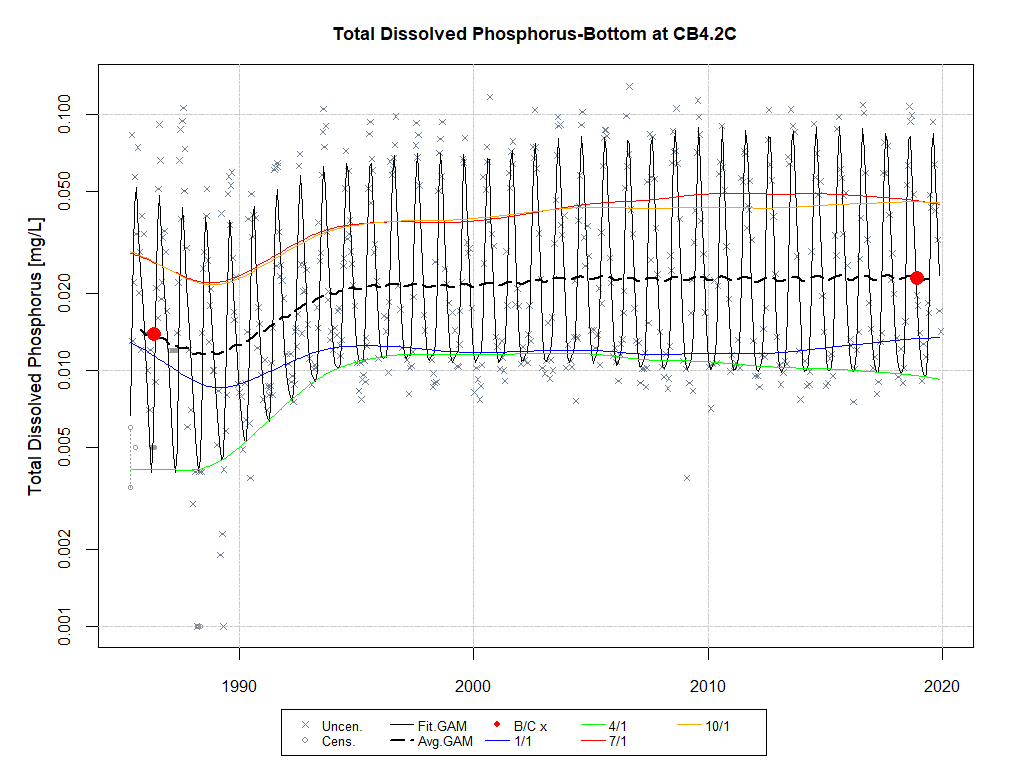 Total Dissolved Phosphorus-Bottom at CB4.2C
Total Dissolved Phosphorus [mg/L]
0.100
0.050
0.020
0.010
0.005
0.002
0.001
1990 2000 2010 2020
Uncen. Fit.GAM B/C x 4/1 10/1
Cens. Avg.GAM 1/1 7/1